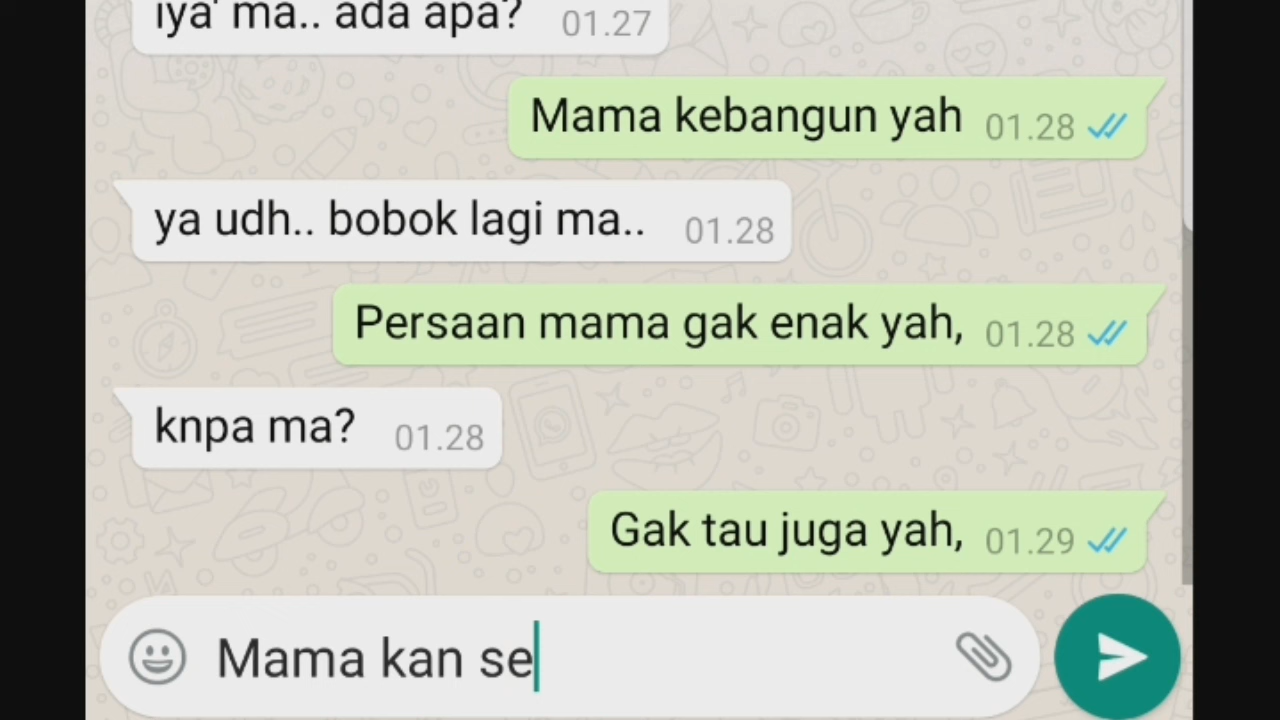 iya' ma.. ada apa? 01.27
Mama kebangun yah 01.28
ya udh.. bobok lagi ma.. 01.28
Persaan mama gak enak yah, 01.28
knpa ma? 01.28
Gak tau juga yah, 01.29
Mama kan se